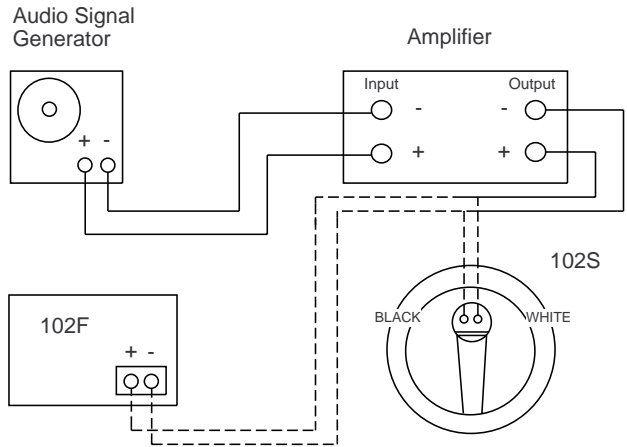 Audio Signal
Generator
Amplifier
Input
Output
- -
+ -
+ +
102S
102F
BLACK WHITE
+ -